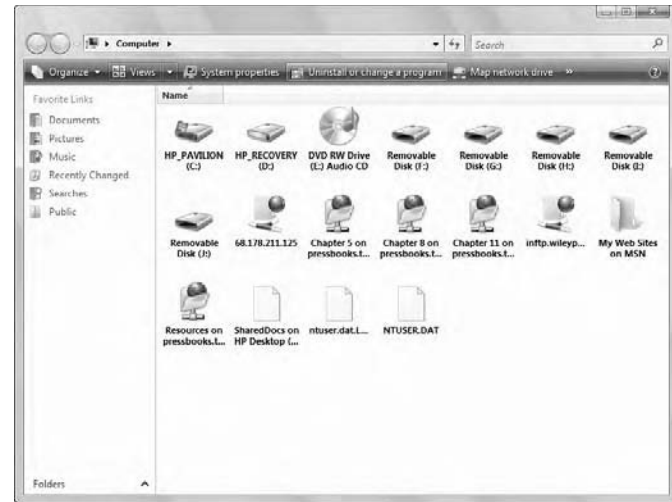 Computer
Search
Organize Views System properties Uninstall or change a program Map network drive »
Favorite Links
Documents
Pictures
Music
Recently Changed
Searches
Public
Folders
Name
HP_PAVILION (C:)
HP_RECOVERY (D:)
DVD RW Drive (E:) Audio CD
Removable Disk (F:)
Removable Disk (G:)
Removable Disk (H:)
Removable Disk (I:)
Removable Disk (J:)
68.178.211.125
Chapter 5 on pressbooks.t...
Chapter 8 on pressbooks.t...
Chapter 11 on pressbooks.t...
inftp.wileyp...
My Web Sites on MSN
Resources on pressbooks.t...
SharedDocs on HP Desktop (...
ntuser.dat.L...
NTUSER.DAT